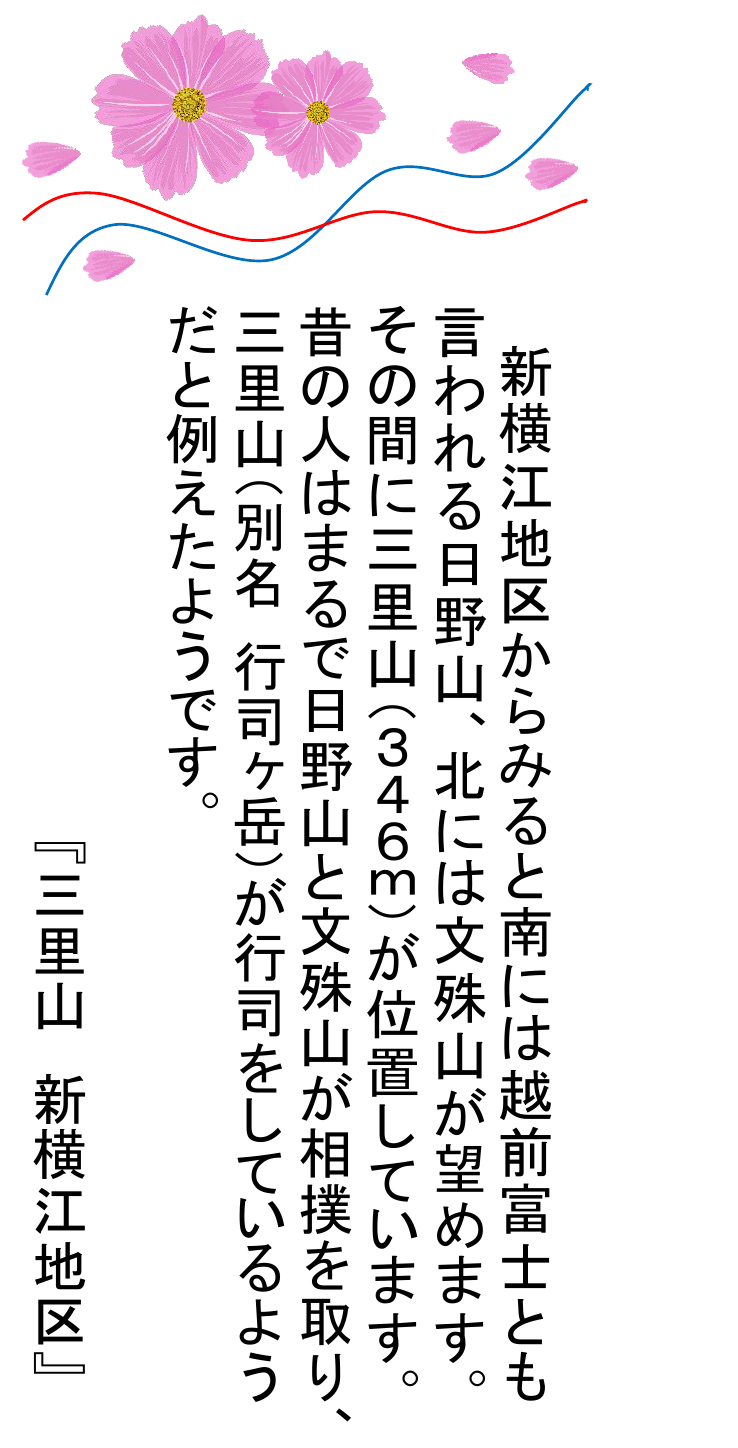 新横江地区からみると南には越前富士とも
言われる日野山、北には文殊山が望めます。
その間に三里山（３４６ｍ）が位置しています。
昔の人はまるで日野山と文殊山が相撲を取り、
三里山（別名　行司ヶ岳）が行司をしているよう
だと例えたようです。
『三里山　新横江地区』